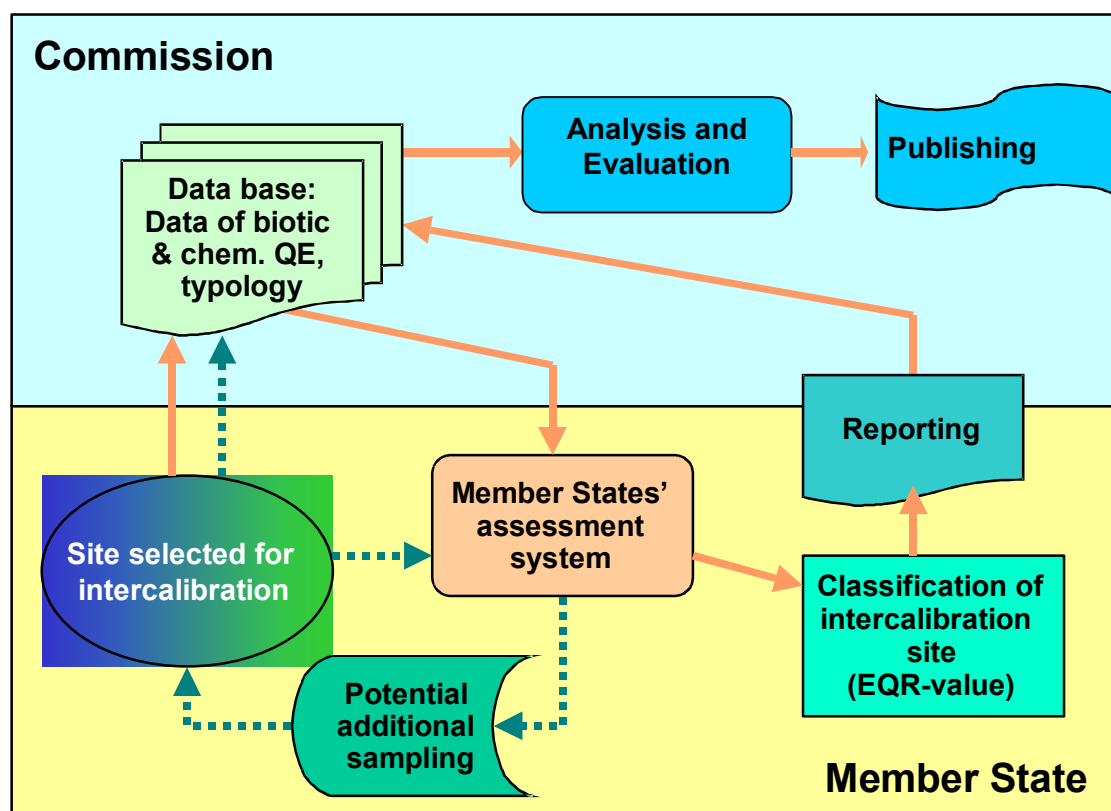 Commission
Analysis and
Evaluation
Publishing
Data base:
Data of biotic
& chem. QE,
typology
Reporting
Member States’
assessment
system
Site selected for
intercalibration
Classification of
intercalibration
site
(EQR-value)
Potential
additional
sampling
Member State